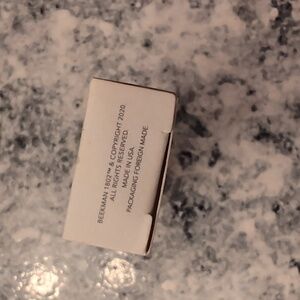 BEEKMAN 1802™ & COPYRIGHT 2020
ALL RIGHTS RESERVED.
MADE IN USA.
PACKAGING FOREIGN MADE.